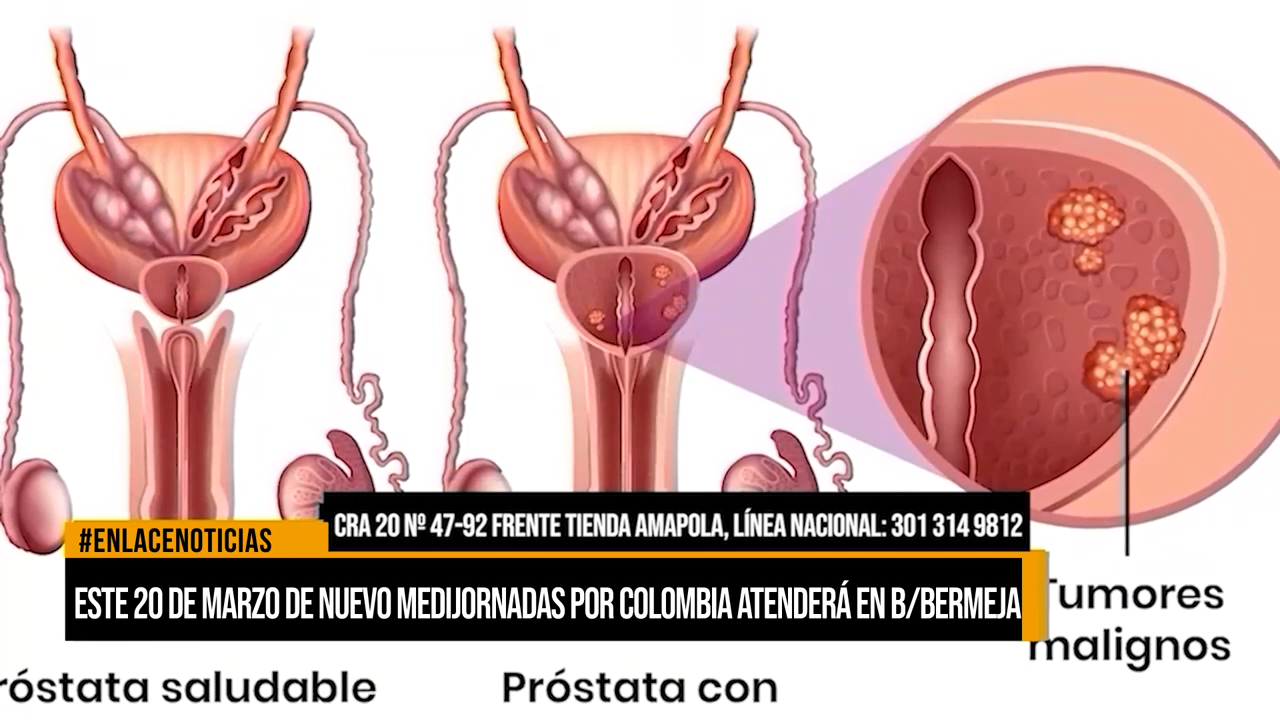 CRA 20 Nº 47-92 FRENTE TIENDA AMAPOLA, LÍNEA NACIONAL: 301 314 9812
#ENLACENOTICIAS
ESTE 20 DE MARZO DE NUEVO MEDIJORNADAS POR COLOMBIA ATENDERÁ EN B/BERMEJA
Tumores
malignos
róstata saludable
Próstata con